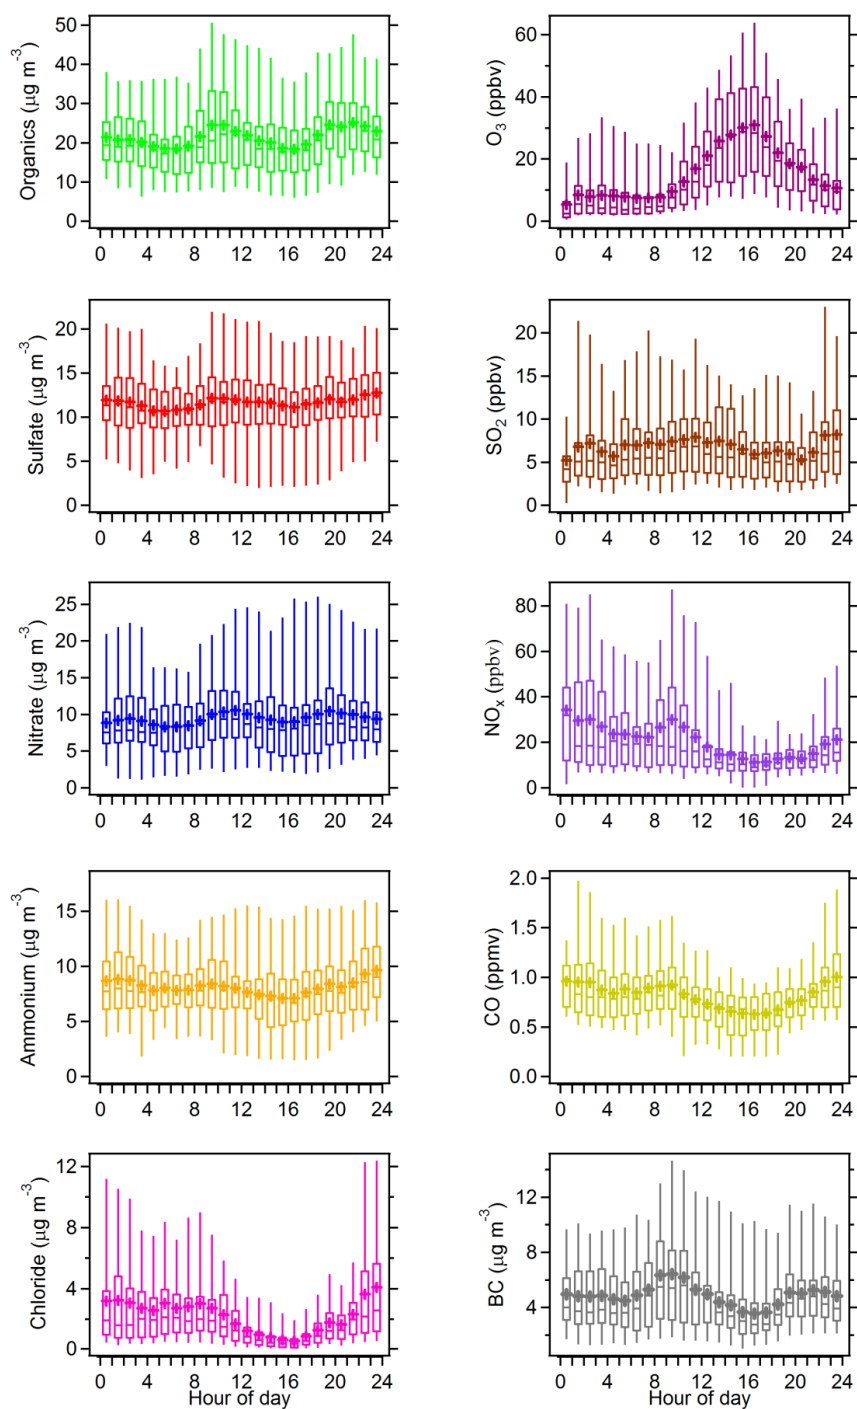 Organics (μg m⁻³)
50
40
30
20
10
0
0 4 8 12 16 20 24
O₃ (ppbv)
60
40
20
0
0 4 8 12 16 20 24
Sulfate (μg m⁻³)
20
15
10
5
0
0 4 8 12 16 20 24
SO₂ (ppbv)
20
15
10
5
0
0 4 8 12 16 20 24
Nitrate (μg m⁻³)
25
20
15
10
5
0
0 4 8 12 16 20 24
NOₓ (ppbv)
80
60
40
20
0
0 4 8 12 16 20 24
Ammonium (μg m⁻³)
15
10
5
0
0 4 8 12 16 20 24
CO (ppmv)
2.0
1.5
1.0
0.5
0.0
0 4 8 12 16 20 24
Chloride (μg m⁻³)
12
8
4
0
0 4 8 12 16 20 24
Hour of day
BC (μg m⁻³)
12
8
4
0 4 8 12 16 20 24
Hour of day